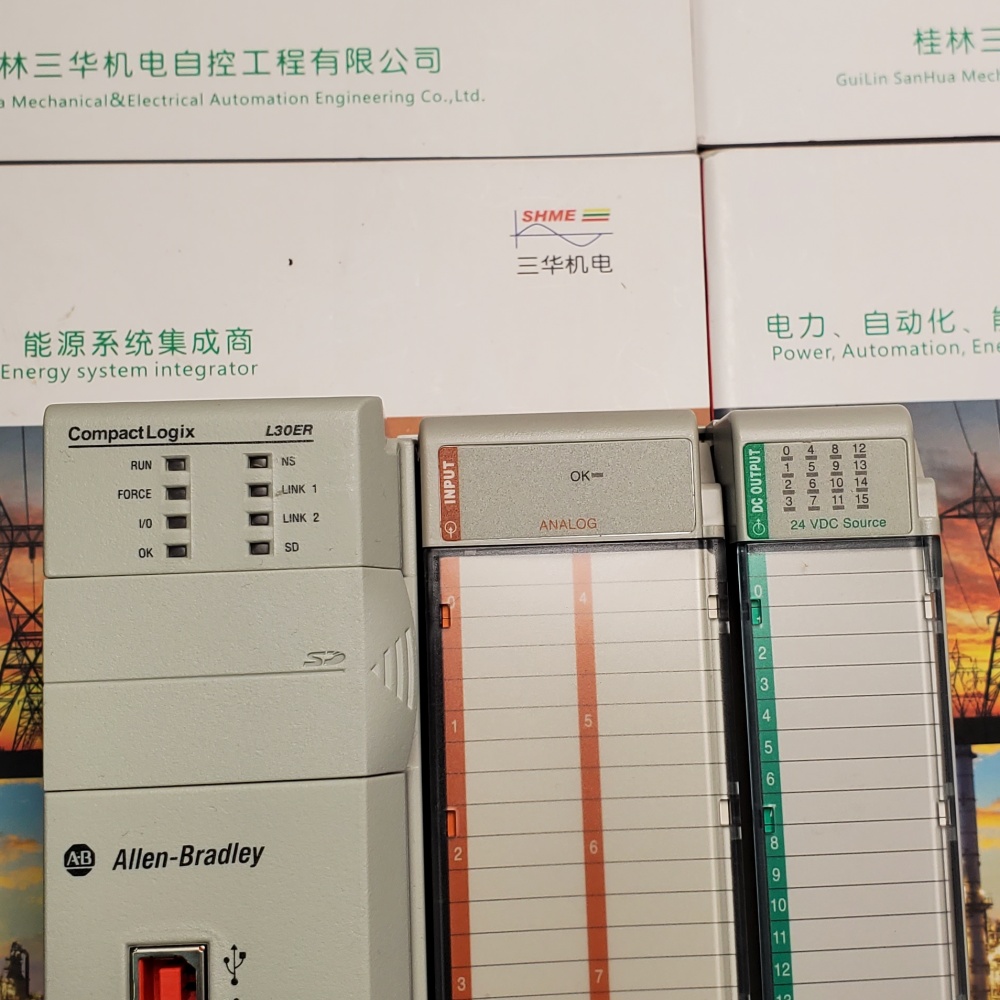 林三华机电自控工程有限公司
a Mechanical&Electrical Automation Engineering Co.,Ltd.
桂林三
GuiLin SanHua Mech
SHME
三华机电
能源系统集成商
Energy system integrator
电力、自动化、能
Power, Automation, Ene
CompactLogix L30ER
RUN NS
FORCE LINK 1
I/O LINK 2
OK SD
SD
A-B Allen-Bradley
INPUT
OK
ANALOG
0 4
1 5
2 6
3 7
DC OUTPUT
0 4 8 12
1 5 9 13
2 6 10 14
3 7 11 15
24 VDC Source
0
1
2
3
4
5
6
7
8
9
10
11
12
13